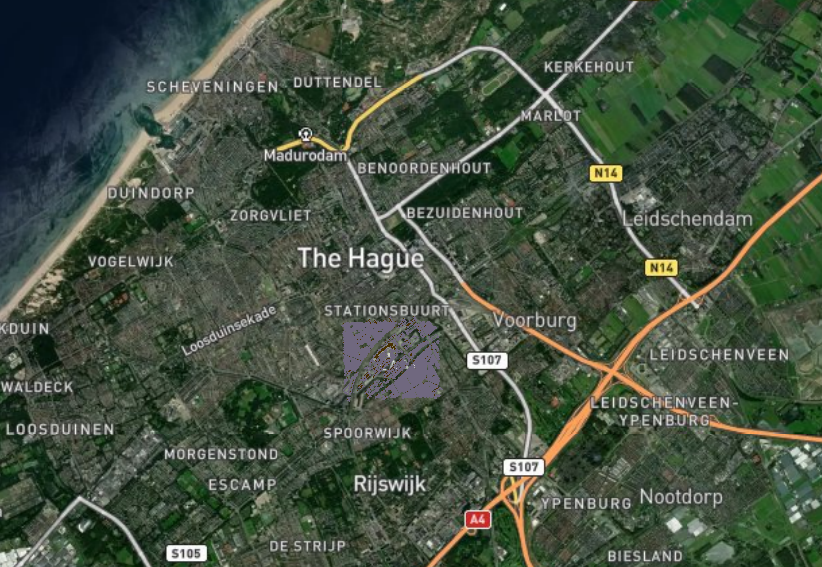 KERKEHOUT
SCHEVENINGEN
DUTTENDEL
MARLOT
Madurodam
BENOORDENHOUT
N14
DUINDORP
ZORGVLIET
BEZUIDENHOUT
Leidschendam
VOGELWIJK
The Hague
N14
STATIONSBUURT
Loosduinsekade
Voorburg
KDUIN
S107
LEIDSCHENVEEN
WALDECK
LEIDSCHENVEEN-
YPENBURG
LOOSDUINEN
SPOORWIJK
MORGENSTOND
S107
ESCAMP
Rijswijk
YPENBURG
Nootdorp
A4
DE STRIJP
S105
BIESLAND